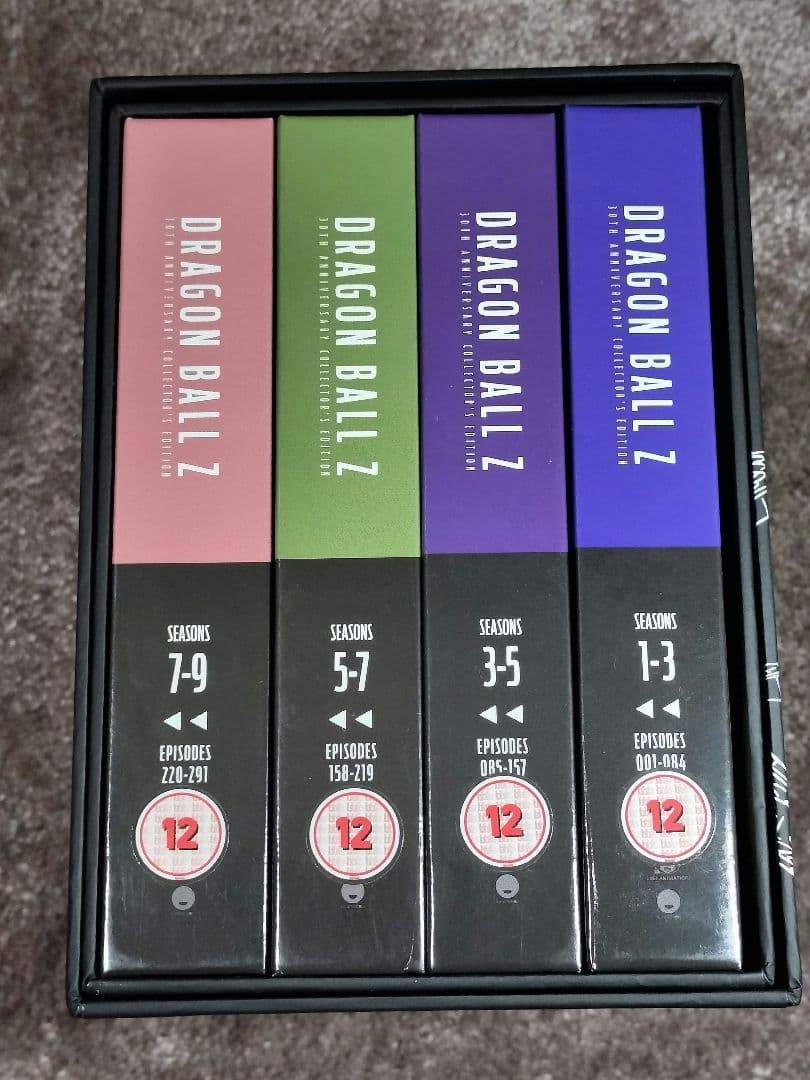 DRAGON BALL Z
30TH ANNIVERSARY COLLECTOR'S EDITION
SEASONS
7-9
EPISODES
220-291
12
DRAGON BALL Z
30TH ANNIVERSARY COLLECTOR'S EDITION
SEASONS
5-7
EPISODES
158-219
12
DRAGON BALL Z
30TH ANNIVERSARY COLLECTOR'S EDITION
SEASONS
3-5
EPISODES
085-157
12
DRAGON BALL Z
30TH ANNIVERSARY COLLECTOR'S EDITION
SEASONS
1-3
EPISODES
001-084
12